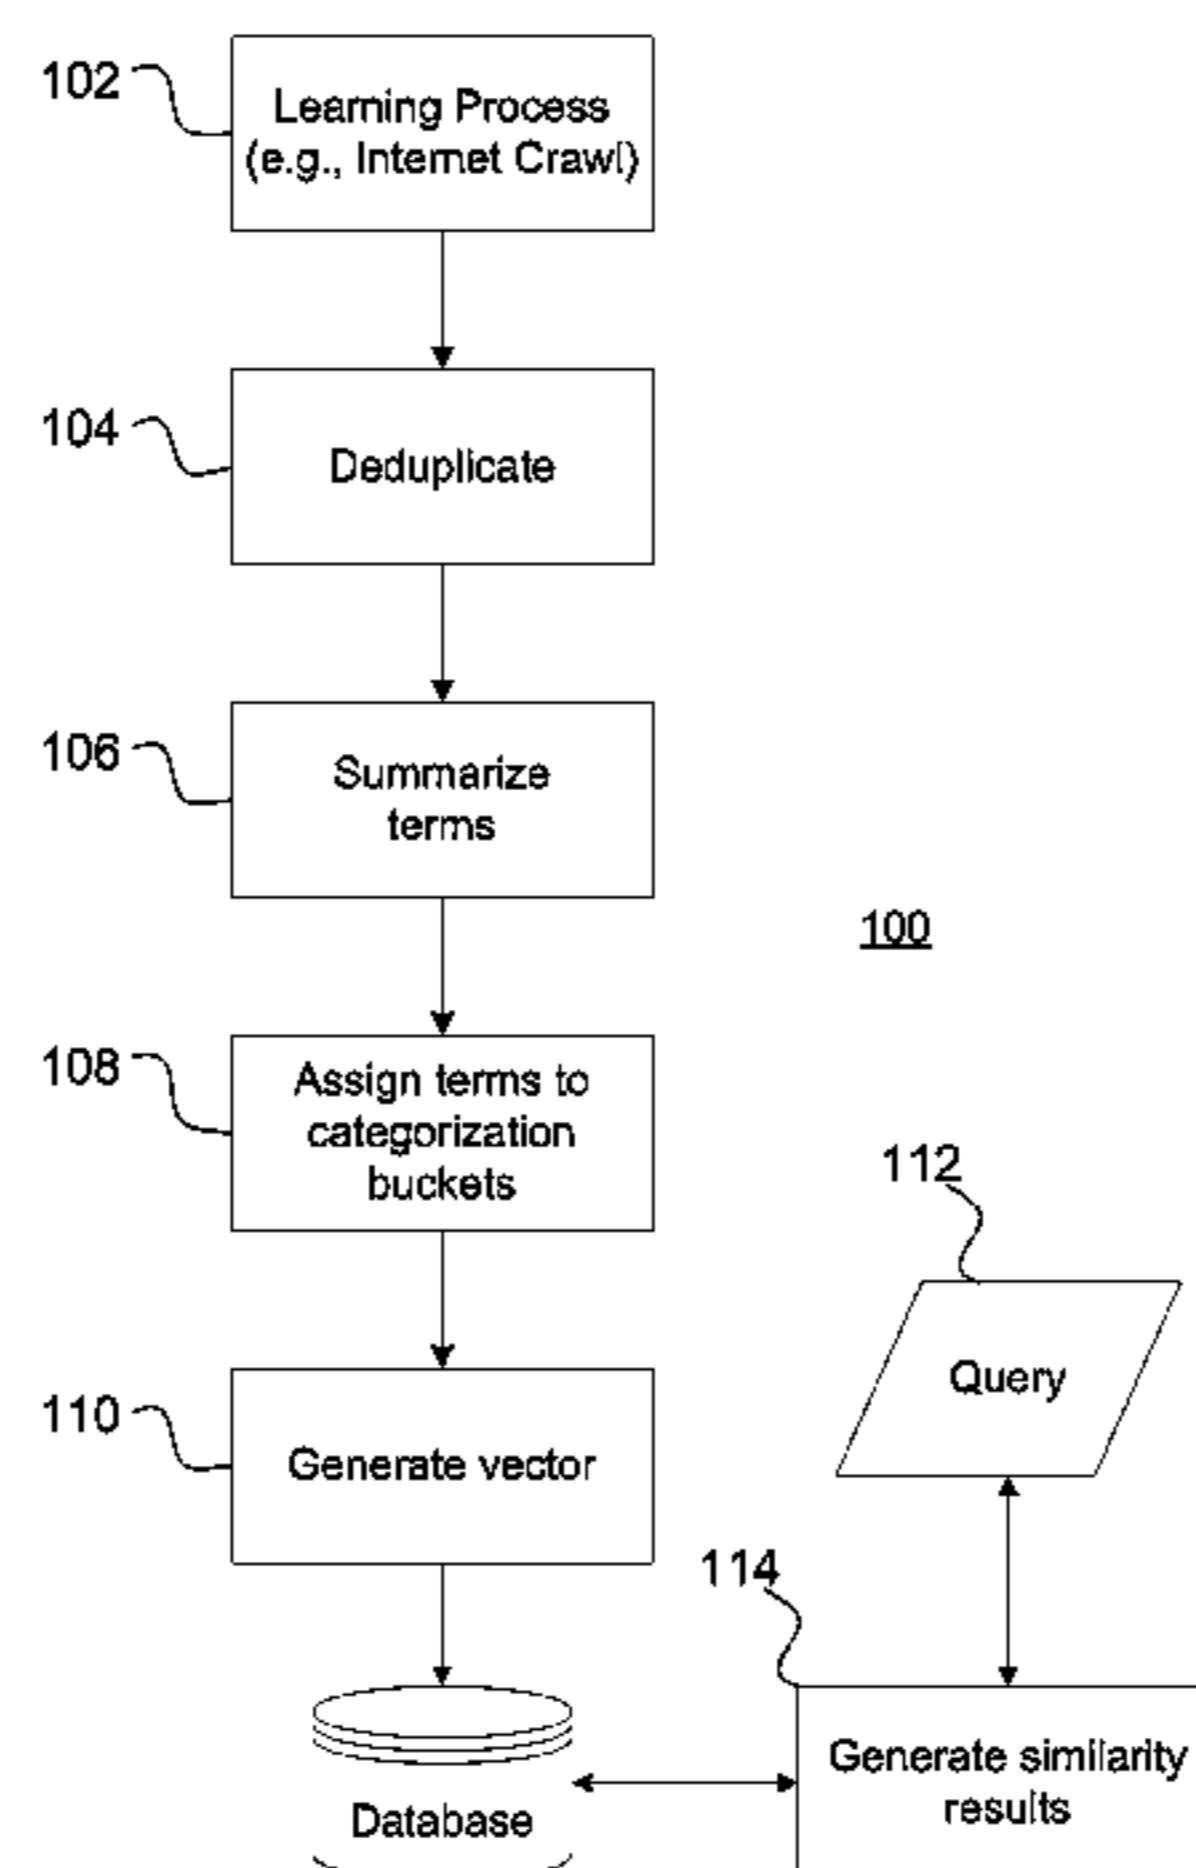 102
Learning Process
(e.g., Internet Crawl)
104
Deduplicate
106
Summarize
terms
100
108
Assign terms to
categorization
buckets
112
Query
110
Generate vector
114
Generate similarity
results
Database